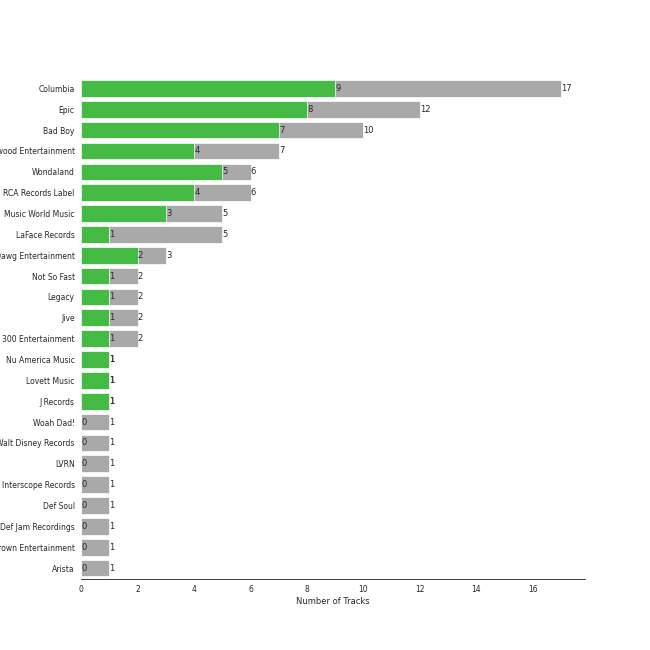 Columbia 9 17
Epic 8 12
Bad Boy 7 10
wood Entertainment 4 7
Wondaland 5 6
RCA Records Label 4 6
Music World Music 3 5
LaFace Records 1 5
Dawg Entertainment 2 3
Not So Fast 1 2
Legacy 1 2
Jive 1 2
300 Entertainment 1 2
Nu America Music 1
Lovett Music 1
J Records 1
Woah Dad! 0 1
Walt Disney Records 0 1
LVRN 0 1
Interscope Records 0 1
Def Soul 0 1
Def Jam Recordings 0 1
rown Entertainment 0 1
Arista 0 1
0 2 4 6 8 10 12 14 16
Number of Tracks